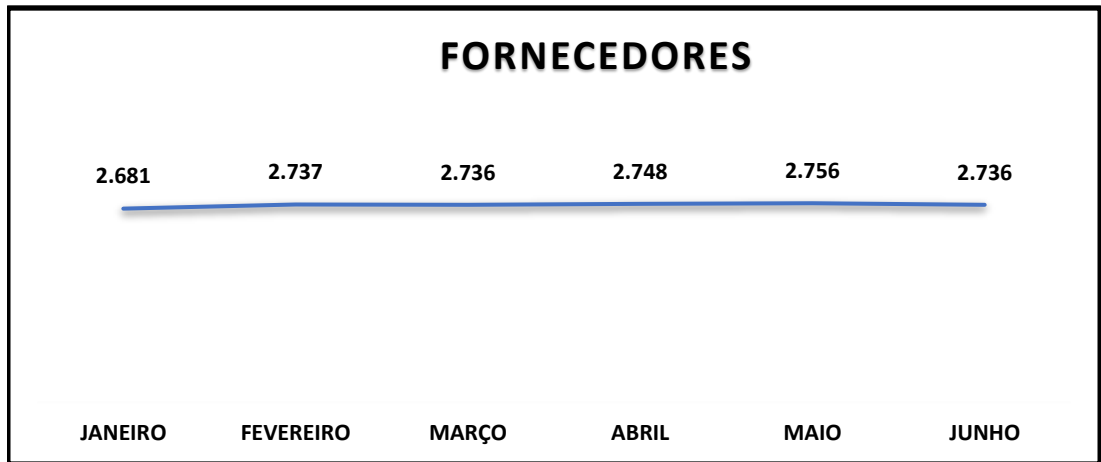 FORNECEDORES
2.681 2.737 2.736 2.748 2.756 2.736
JANEIRO FEVEREIRO MARÇO ABRIL MAIO JUNHO